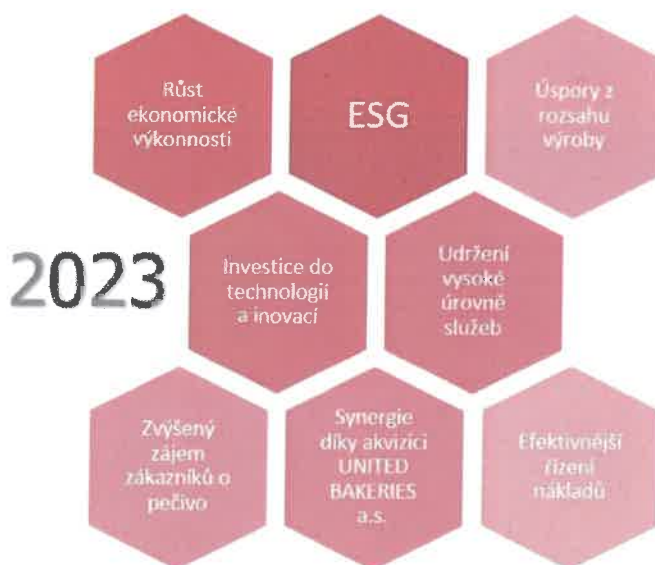 Růst
ekonomické
výkonnosti
ESG
Úspory z
rozsahu
výroby
2023
Investice do
technologií
a inovací
Udržení
vysoké
úrovně
služeb
Zvýšený
zájem
zákazníků o
pečivo
Synergie
díky akvizici
UNITED
BAKERIES
a.s.
Efektivnější
řízení
nákladů